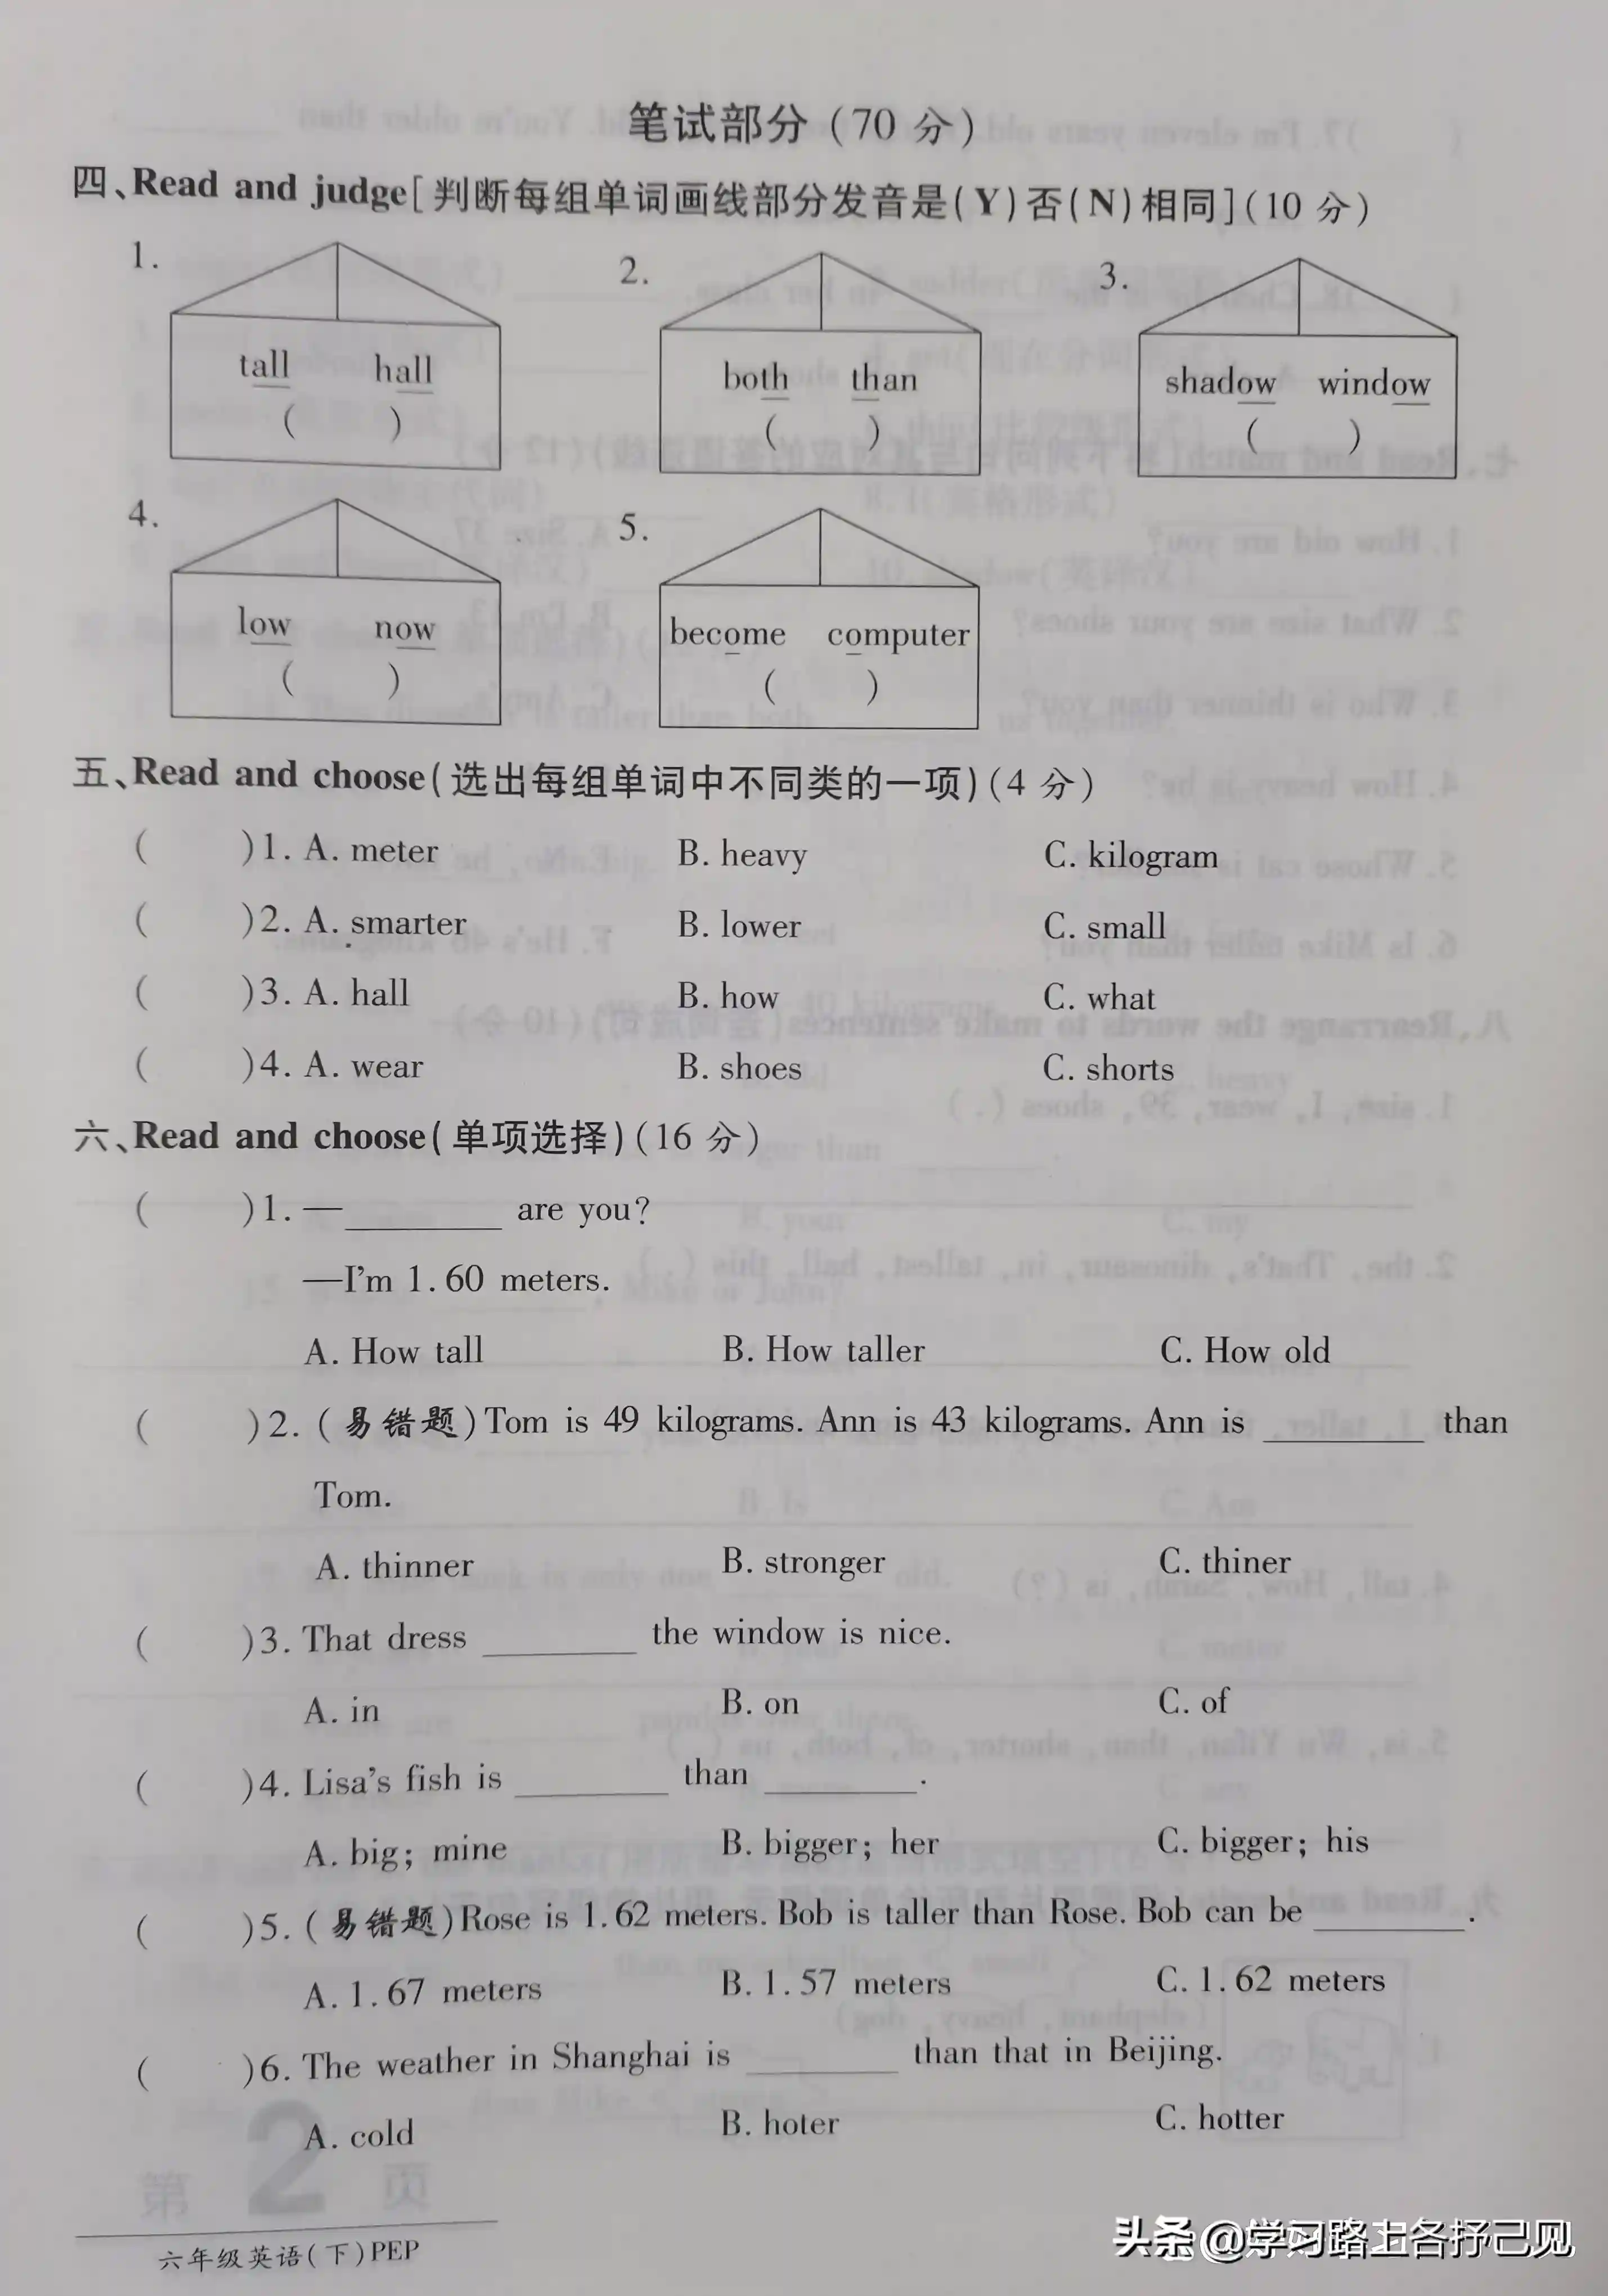 笔试部分(70 分)
四、Read and judge[判断每组单词画线部分发音是(Y)否(N)相同](10 分)
1. 2. 3.
tall hall both than shadow window
( ) ( ) ( )
4. 5.
low now become computer
( ) ( )
五、Read and choose(选出每组单词中不同类的一项)(4 分)
( )1. A. meter B. heavy C. kilogram
( )2. A. smarter B. lower C. small
( )3. A. hall B. how C. what
( )4. A. wear B. shoes C. shorts
六、Read and choose(单项选择)(16 分)
( )1. —________ are you?
—I'm 1.60 meters.
A. How tall B. How taller C. How old
( )2. (易错题)Tom is 49 kilograms. Ann is 43 kilograms. Ann is ________ than
Tom.
A. thinner B. stronger C. thiner
( )3. That dress ________ the window is nice.
A. in B. on C. of
( )4. Lisa's fish is ________ than ________.
A. big; mine B. bigger; her C. bigger; his
( )5. (易错题)Rose is 1.62 meters. Bob is taller than Rose. Bob can be ________.
A. 1.67 meters B. 1.57 meters C. 1.62 meters
( )6. The weather in Shanghai is ________ than that in Beijing.
A. cold B. hoter C. hotter
第 2 页
六年级英语(下)PEP
头条@学习路上各抒己见